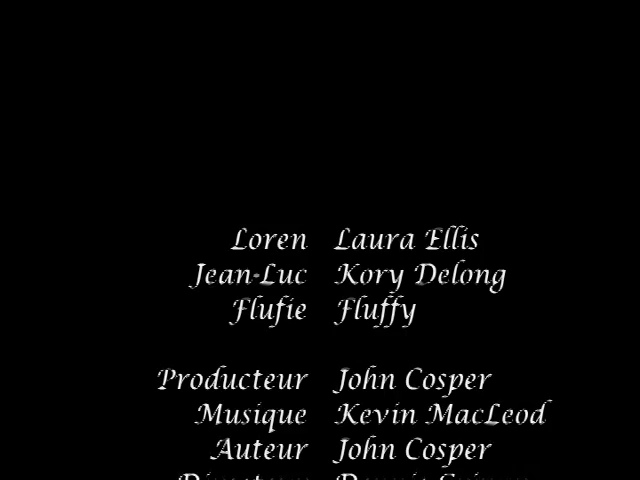 Loren Laura Ellis
Jean-Luc Kory Delong
Flufie Fluffy
Producteur John Cosper
Musique Kevin MacLeod
Auteur John Cosper